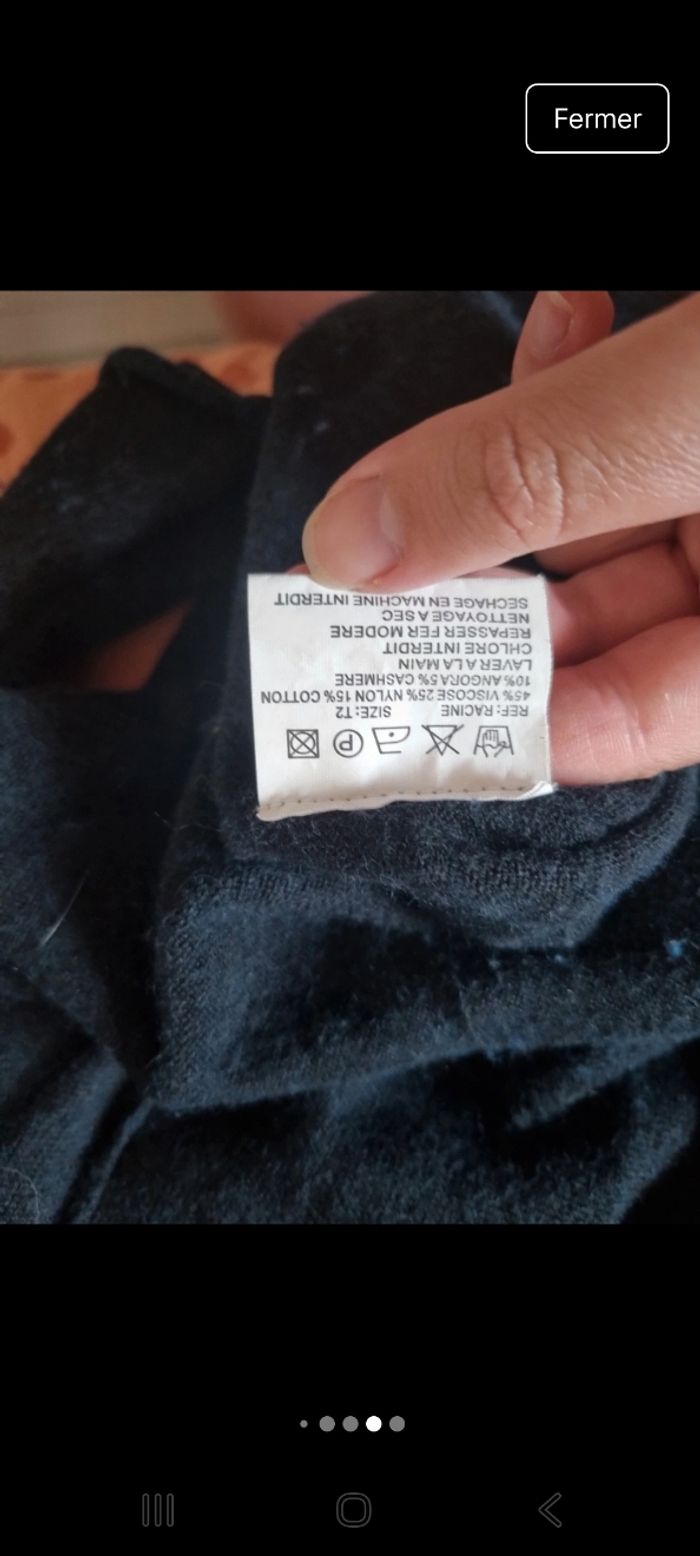 Fermer
REF: RACINE SIZE: T2
45% VISCOSE 25% NYLON 15% COTTON
10% ANGORA 5% CASHMERE
LAVER A LA MAIN
CHLORE INTERDIT
REPASSER FER MODERE
NETTOYAGE A SEC
SECHAGE EN MACHINE INTERDIT
P